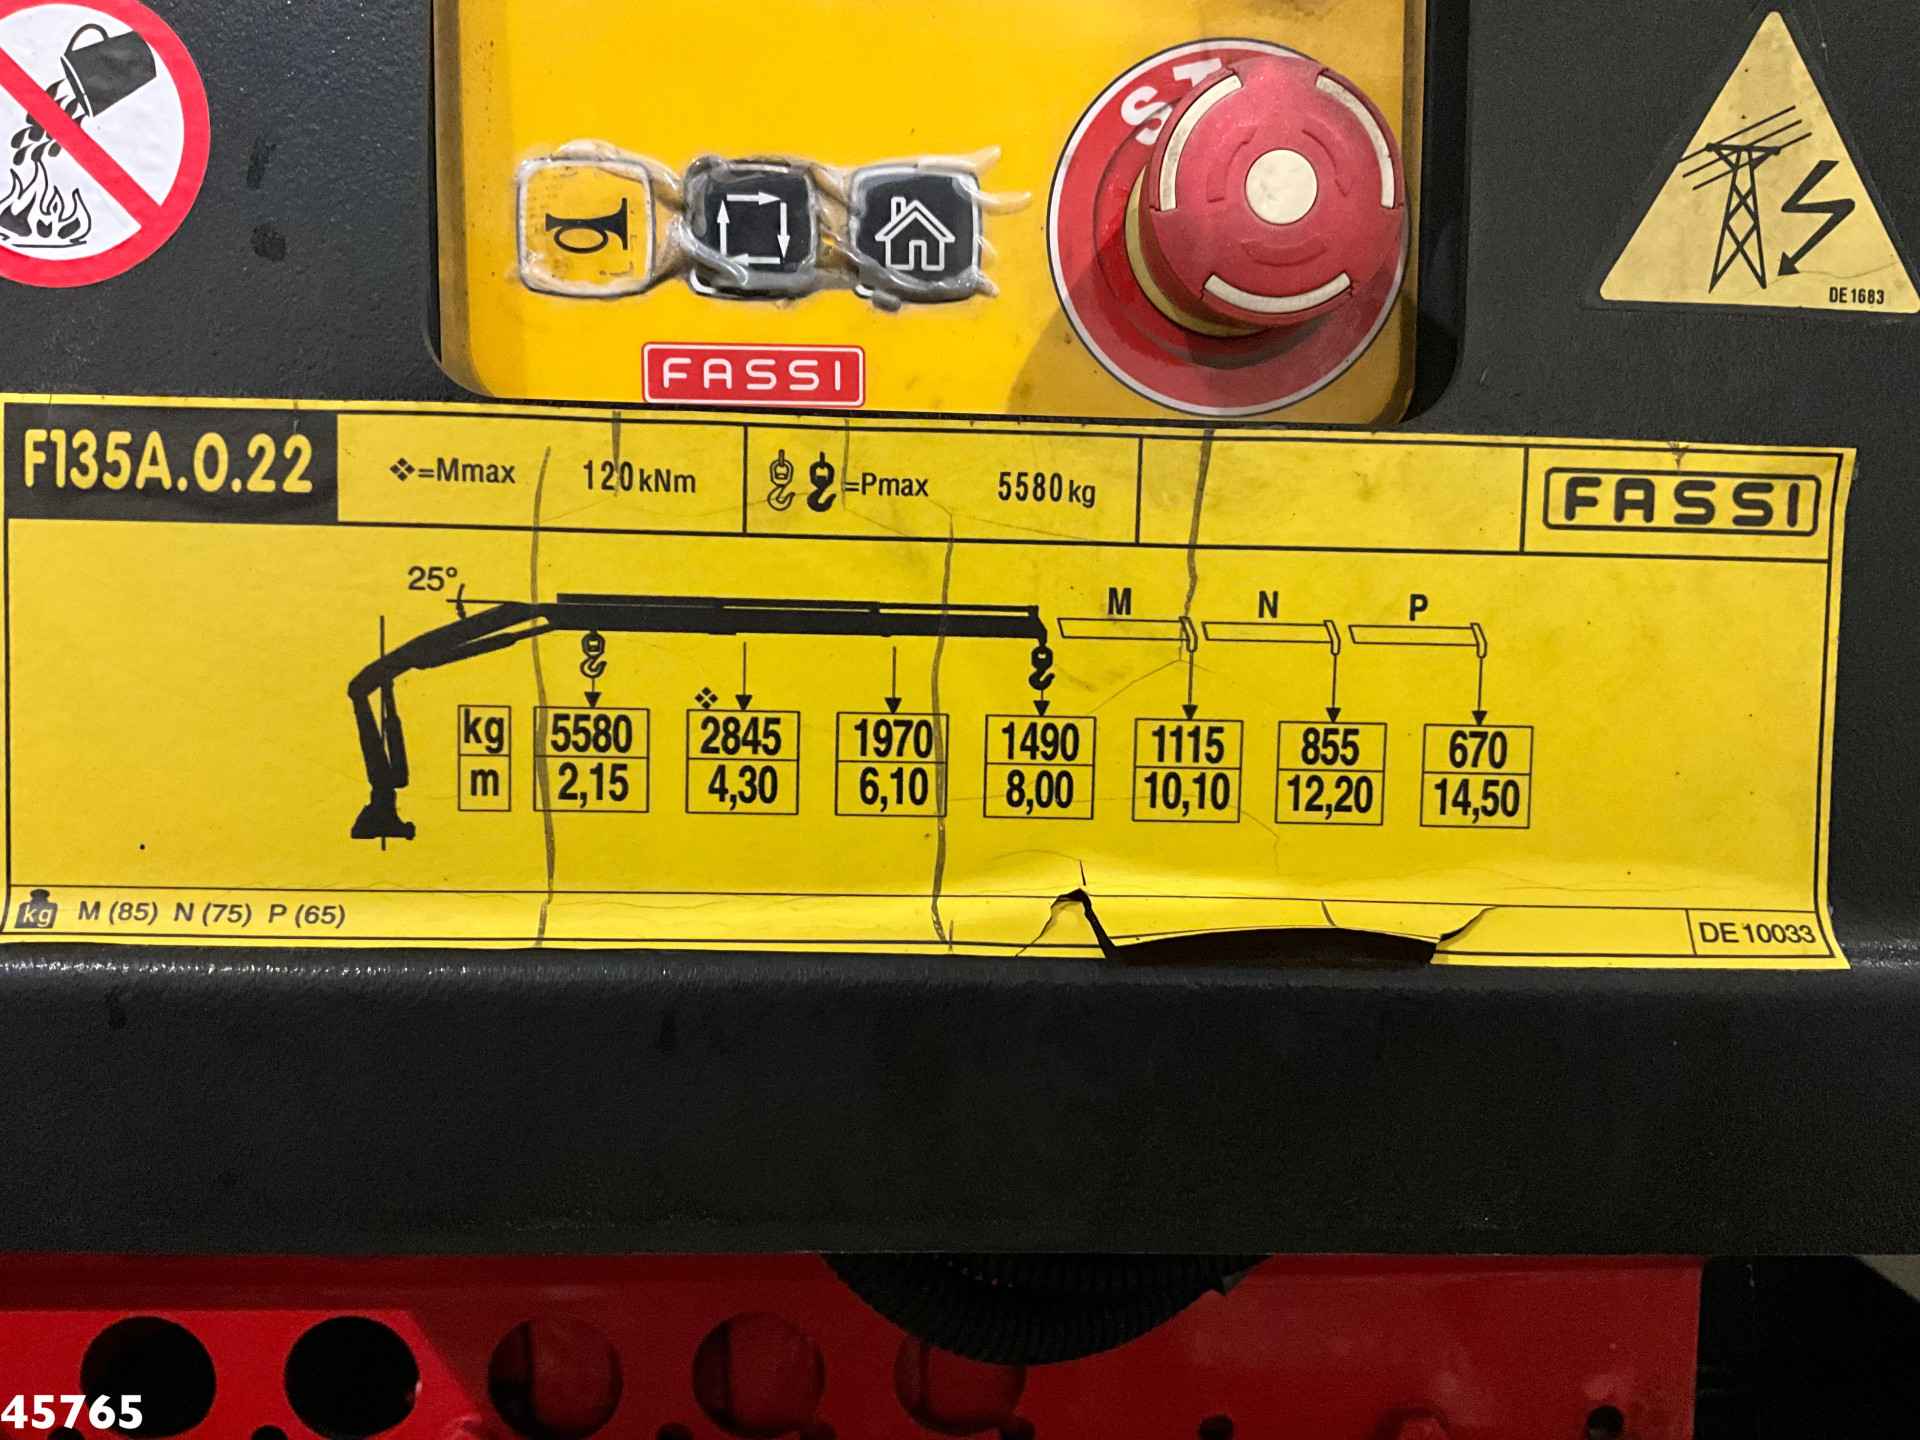 DE 1683
FASSI
F135A.0.22
❖=Mmax 120 kNm
=Pmax 5580 kg
FASSI
25°
M N P
kg 5580 2845 1970 1490 1115 855 670
m 2,15 4,30 6,10 8,00 10,10 12,20 14,50
kg M (85) N (75) P (65)
DE 10033
45765